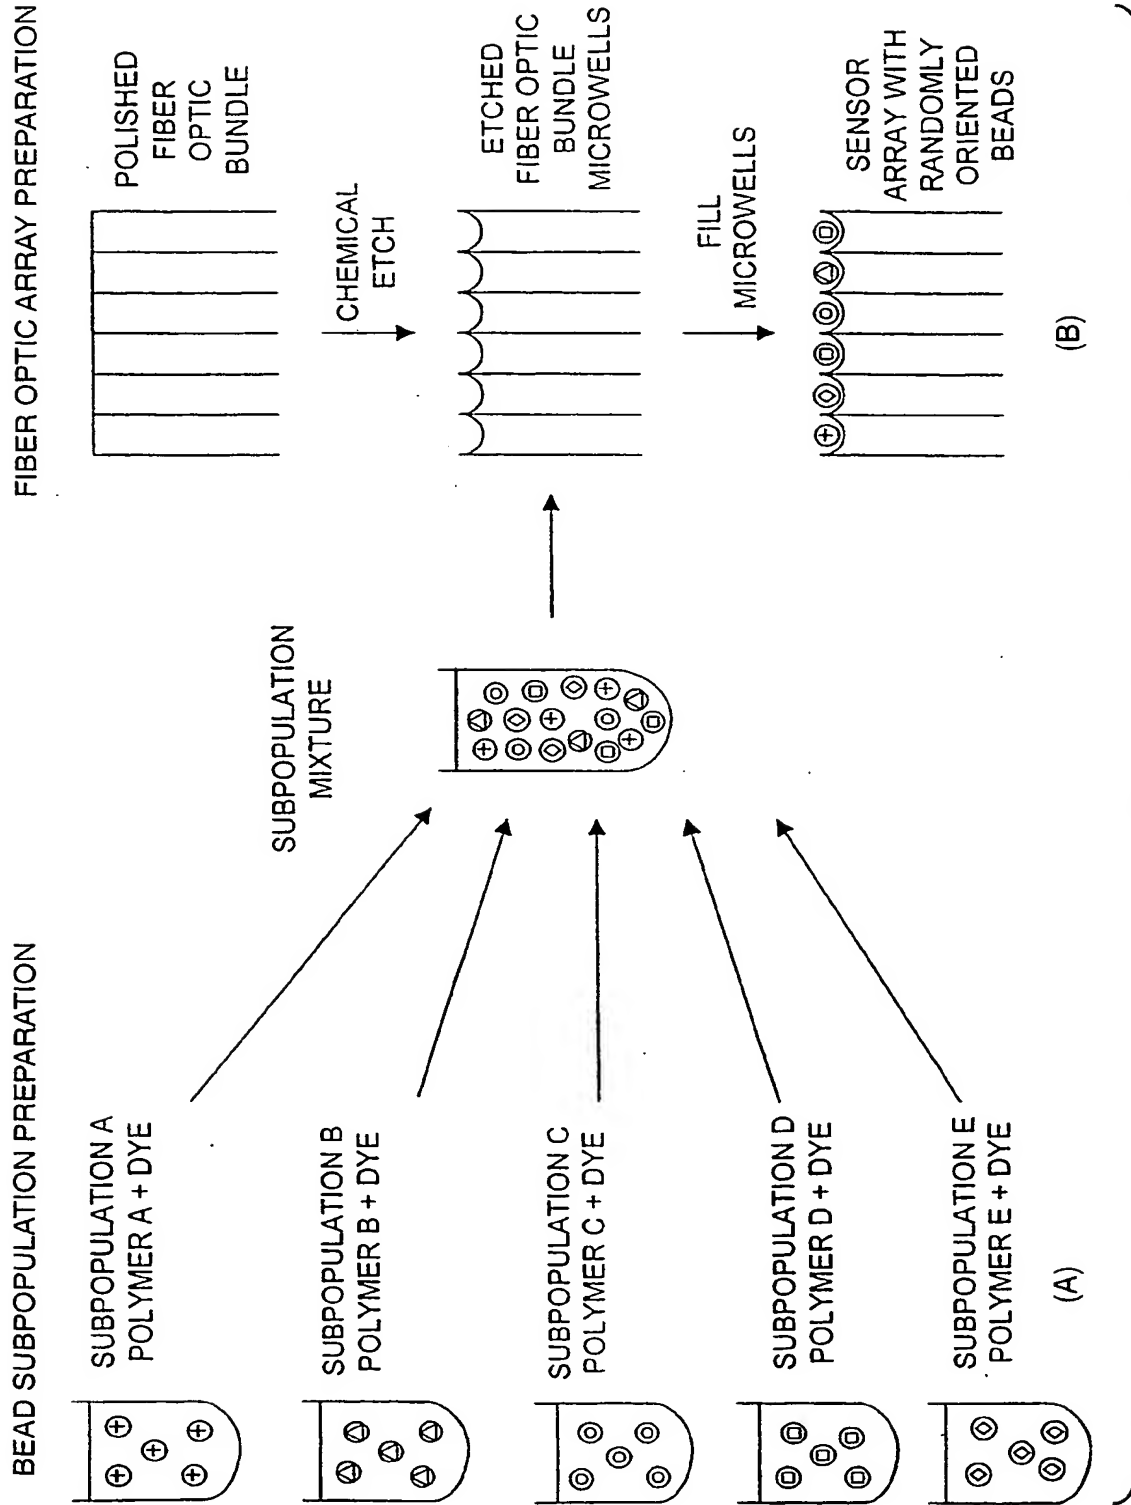 BEAD SUBPOPULATION PREPARATION
SUBPOPULATION A
POLYMER A + DYE
SUBPOPULATION B
POLYMER B + DYE
SUBPOPULATION C
POLYMER C + DYE
SUBPOPULATION D
POLYMER D + DYE
SUBPOPULATION E
POLYMER E + DYE
(A)
SUBPOPULATION
MIXTURE
FIBER OPTIC ARRAY PREPARATION
POLISHED
FIBER
OPTIC
BUNDLE
CHEMICAL
ETCH
ETCHED
FIBER OPTIC
BUNDLE
MICROWELLS
FILL
MICROWELLS
SENSOR
ARRAY WITH
RANDOMLY
ORIENTED
BEADS
(B)